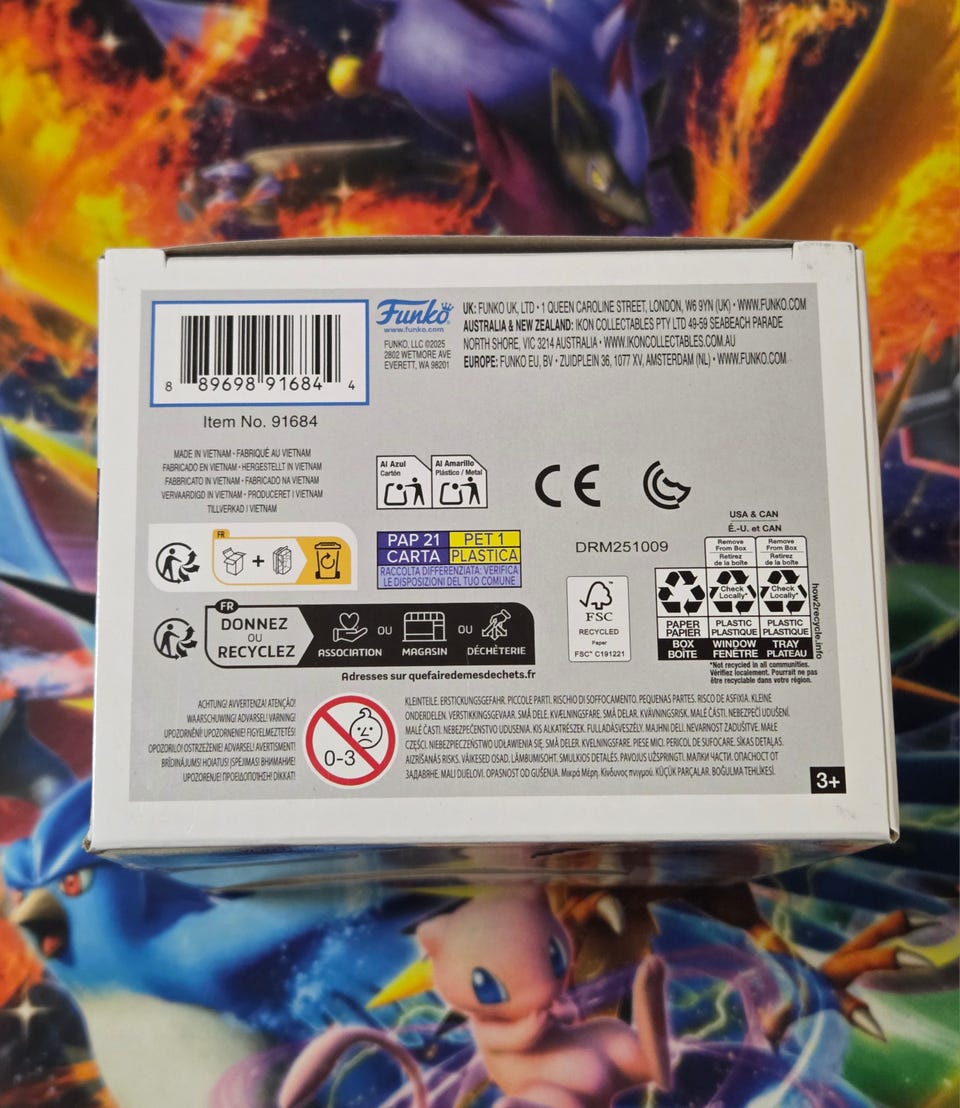 8 89698 91684 4
Item No. 91684
Funko
www.funko.com
FUNKO, LLC ©2025
2802 WETMORE AVE
EVERETT, WA 98201
UK: FUNKO UK, LTD • 1 QUEEN CAROLINE STREET, LONDON, W6 9YN (UK) • WWW.FUNKO.COM
AUSTRALIA & NEW ZEALAND: IKON COLLECTABLES PTY LTD 49-59 SEABEACH PARADE
NORTH SHORE, VIC 3214 AUSTRALIA • WWW.IKONCOLLECTABLES.COM.AU
EUROPE: FUNKO EU, BV • ZUIDPLEIN 36, 1077 XV, AMSTERDAM (NL) • WWW.FUNKO.COM
MADE IN VIETNAM • FABRIQUÉ AU VIETNAM
FABRICADO EN VIETNAM • HERGESTELLT IN VIETNAM
FABBRICATO IN VIETNAM • FABRICADO NA VIETNAM
VERVAARDIGD IN VIETNAM • PRODUCERET I VIETNAM
TILLVERKAD I VIETNAM
Al Azul
Cartón
Al Amarillo
Plástico / Metal
CE
FR
+
PAP 21
CARTA
PET 1
PLASTICA
RACCOLTA DIFFERENZIATA: VERIFICA
LE DISPOSIZIONI DEL TUO COMUNE
DRM251009
USA & CAN
É.-U. et CAN
Remove
From Box
Retirez
de la boîte
Remove
From Box
Retirez
de la boîte
Check
Locally*
Check
Locally*
PAPER
PAPIER
PLASTIC
PLASTIQUE
PLASTIC
PLASTIQUE
BOX
BOÎTE
WINDOW
FENÊTRE
TRAY
PLATEAU
how2recycle.info
*Not recycled in all communities.
Vérifiez localement. Pourrait ne pas
être recyclable dans votre région.
FSC
RECYCLED
Paper
FSC™ C191221
FR
DONNEZ
OU
RECYCLEZ
ASSOCIATION
OU
MAGASIN
OU
DÉCHÈTERIE
Adresses sur quefairedemesdechets.fr
ACHTUNG! AVVERTENZA! ATENÇÃO!
WAARSCHUWING! ADVARSEL! VARNING!
UPOZORNĚNÍ! UPOZORNENIE! FIGYELMEZTETÉS!
OPOZORILO! OSTRZEŻENIE! ADVARSEL! AVERTISMENT!
BRĪDINĀJUMS! HOIATUS! ĮSPĖJIMAS! ВНИМАНИЕ!
UPOZORENJE! ΠΡΟΕΙΔΟΠΟΙΗΣΗ! DİKKAT!
0-3
KLEINTEILE. ERSTICKUNGSGEFAHR. PICCOLE PARTI. RISCHIO DI SOFFOCAMENTO. PEQUENAS PARTES. RISCO DE ASFIXIA. KLEINE
ONDERDELEN. VERSTIKKINGSGEVAAR. SMÅ DELE. KVÆLNINGSFARE. SMÅ DELAR. KVÄVNINGSRISK. MALÉ ČÁSTI. NEBEZPEČÍ UDUŠENÍ.
MALÉ ČASTI. NEBEZPEČENSTVO UDUSENIA. KIS ALKATRÉSZEK. FULLADÁSVESZÉLY. MAJHNI DELI. NEVARNOST ZADUŠITVE. MAŁE
CZĘŚCI. NIEBEZPIECZEŃSTWO UDŁAWIENIA SIĘ. SMÅ DELER. KVELNINGSFARE. PIESE MICI. PERICOL DE SUFOCARE. SĪKAS DETAĻAS.
AIZRĪŠANĀS RISKS. VÄIKESED OSAD. LÄMBUMISOHT. SMULKIOS DETALĖS. PAVOJUS UŽSPRINGTI. МАЛКИ ЧАСТИ. ОПАСНОСТ ОТ
ЗАДАВЯНЕ. MALI DIJELOVI. OPASNOST OD GUŠENJA. Μικρά Μέρη. Κίνδυνος πνιγμού. KÜÇÜK PARÇALAR. BOĞULMA TEHLİKESİ.
3+